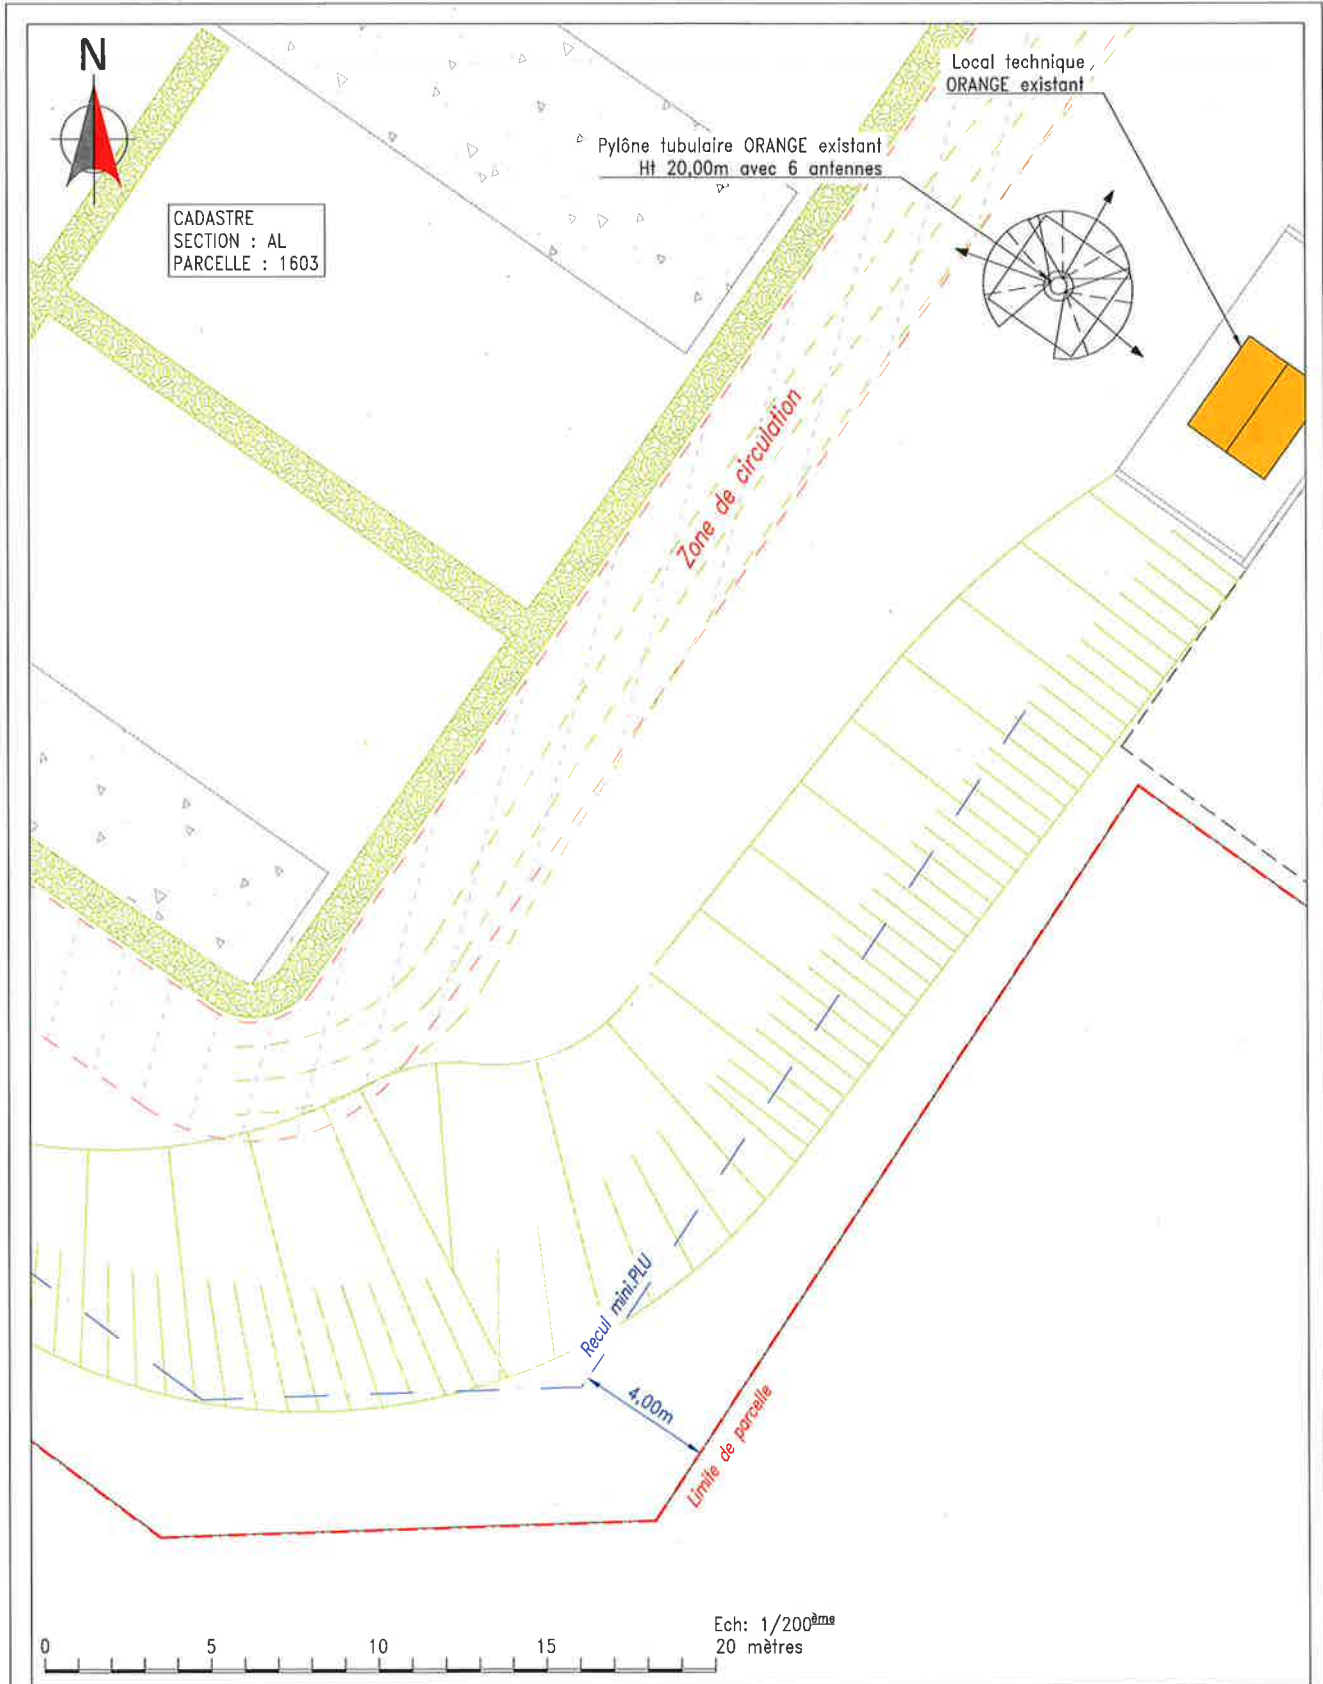 N
Local technique
ORANGE existant
Pylône tubulaire ORANGE existant
Ht 20,00m avec 6 antennes
CADASTRE
SECTION : AL
PARCELLE : 1603
Zone de circulation
Recul mini.PLU
4,00m
Limite de parcelle
Ech: 1/200ème
0 5 10 15 20 mètres